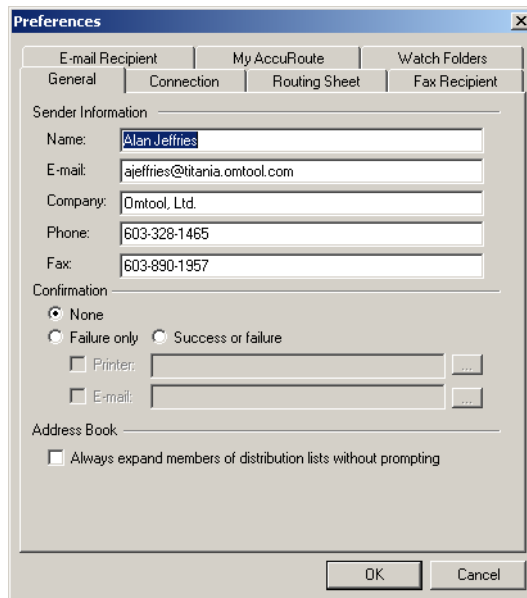 Preferences
E-mail Recipient My AccuRoute Watch Folders
General Connection Routing Sheet Fax Recipient
Sender Information
Name: Alan Jeffries
E-mail: ajeffries@titania.omtool.com
Company: Omtool, Ltd.
Phone: 603-328-1465
Fax: 603-890-1957
Confirmation
None
Failure only Success or failure
Printer: ...
E-mail: ...
Address Book
Always expand members of distribution lists without prompting
OK Cancel